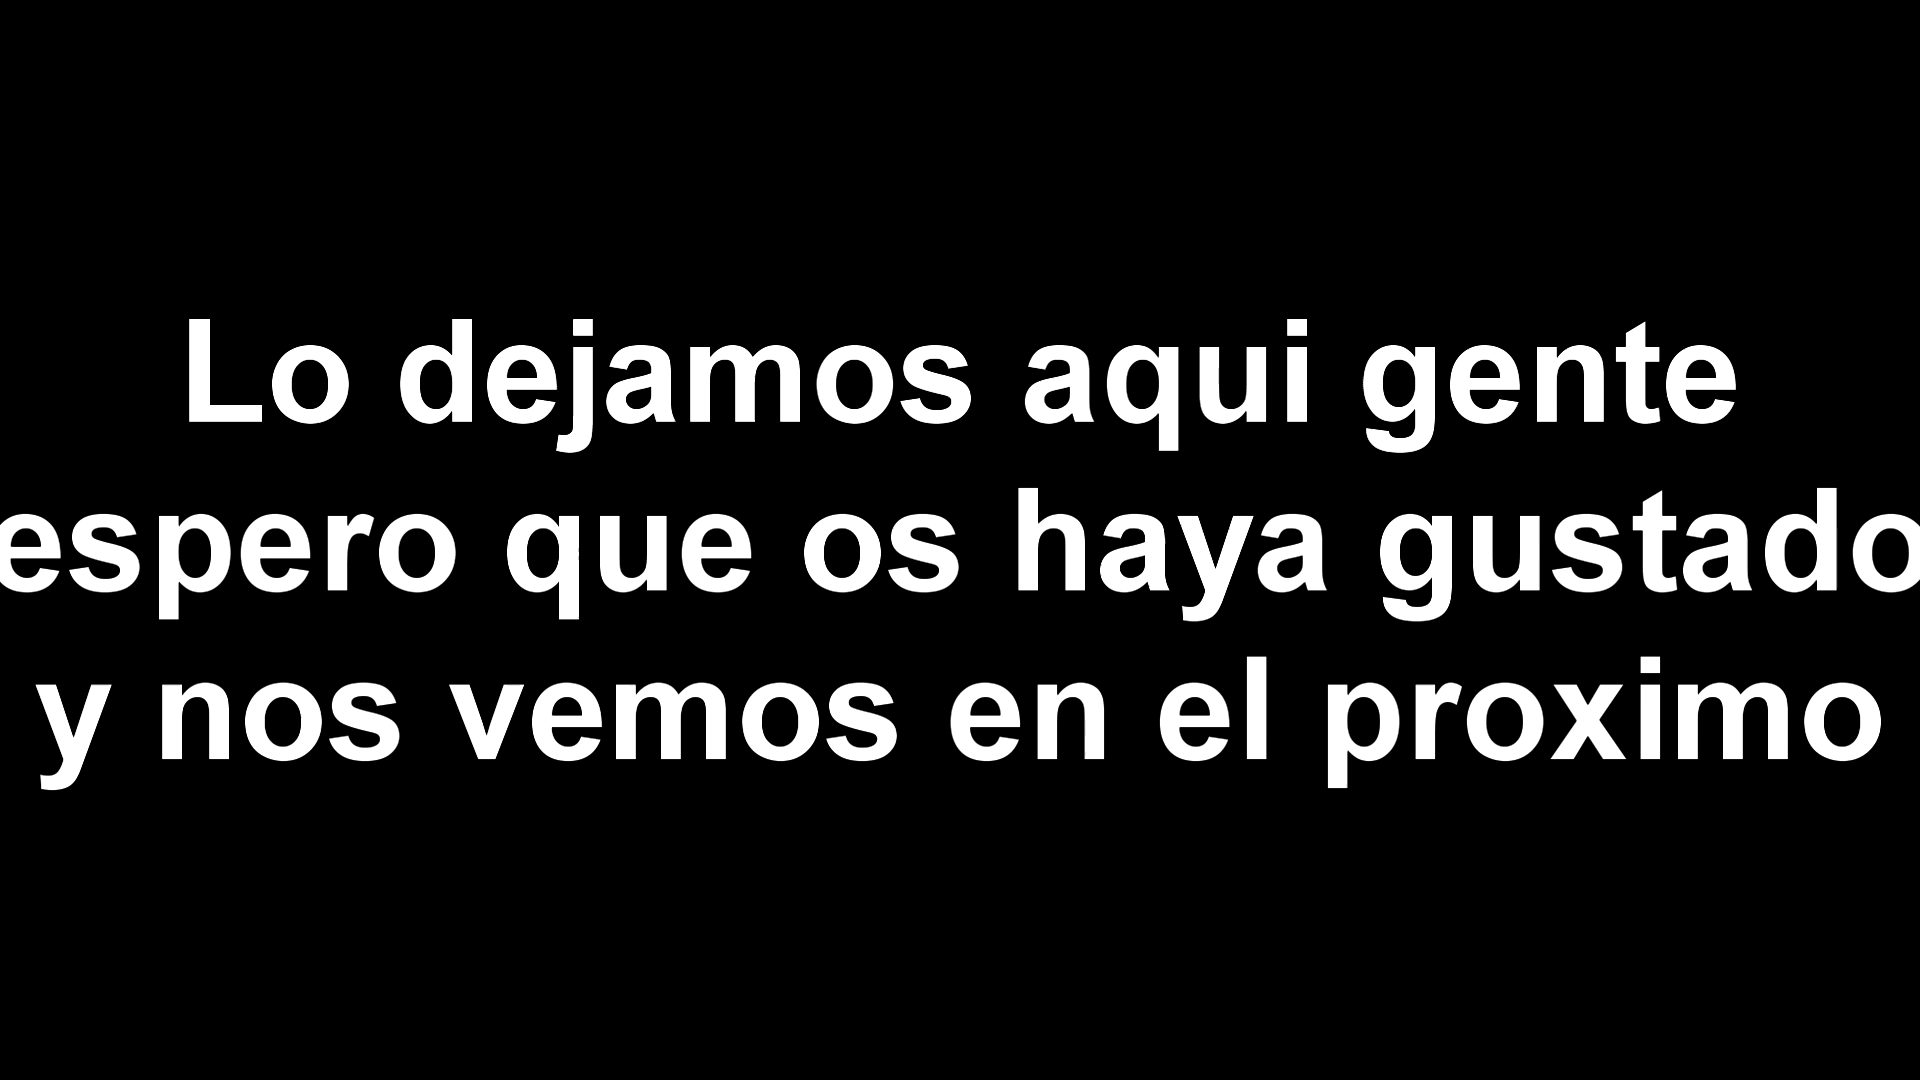 Lo dejamos aqui gente
espero que os haya gustado
y nos vemos en el proximo